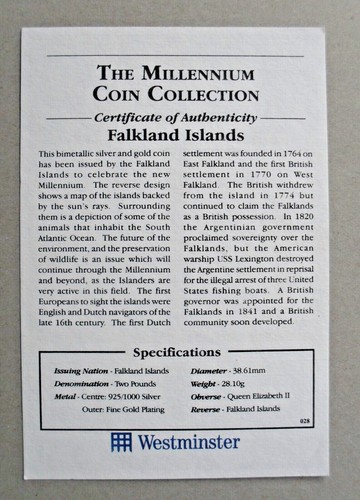 THE MILLENNIUM
COIN COLLECTION
Certificate of Authenticity
Falkland Islands
This bimetallic silver and gold coin
has been issued by the Falkland
Islands to celebrate the new
Millennium. The reverse design
shows a map of the islands backed
by the sun's rays. Surrounding
them is a depiction of some of the
animals that inhabit the South
Atlantic Ocean. The future of the
environment, and the preservation
of wildlife is an issue which will
continue through the Millennium
and beyond, as the Islanders are
very active in this field. The first
Europeans to sight the islands were
English and Dutch navigators of the
late 16th century. The first Dutch
settlement was founded in 1764 on
East Falkland and the first British
settlement in 1770 on West
Falkland. The British withdrew
from the island in 1774 but
continued to claim the Falklands
as a British possession. In 1820
the Argentinian government
proclaimed sovereignty over the
Falklands, but the American
warship USS Lexington destroyed
the Argentine settlement in reprisal
for the illegal arrest of three United
States fishing boats. A British
governor was appointed for the
Falklands in 1841 and a British
community soon developed.
Specifications
Issuing Nation - Falkland Islands
Denomination - Two Pounds
Metal - Centre: 925/1000 Silver
Outer: Fine Gold Plating
Diameter - 38.61mm
Weight - 28.10g
Obverse - Queen Elizabeth II
Reverse - Falkland Islands
028
Westminster